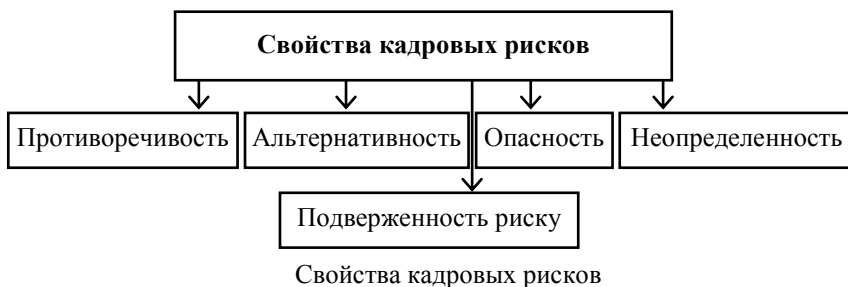 Свойства кадровых рисков
Противоречивость Альтернативность Опасность Неопределенность
Подверженность риску
Свойства кадровых рисков